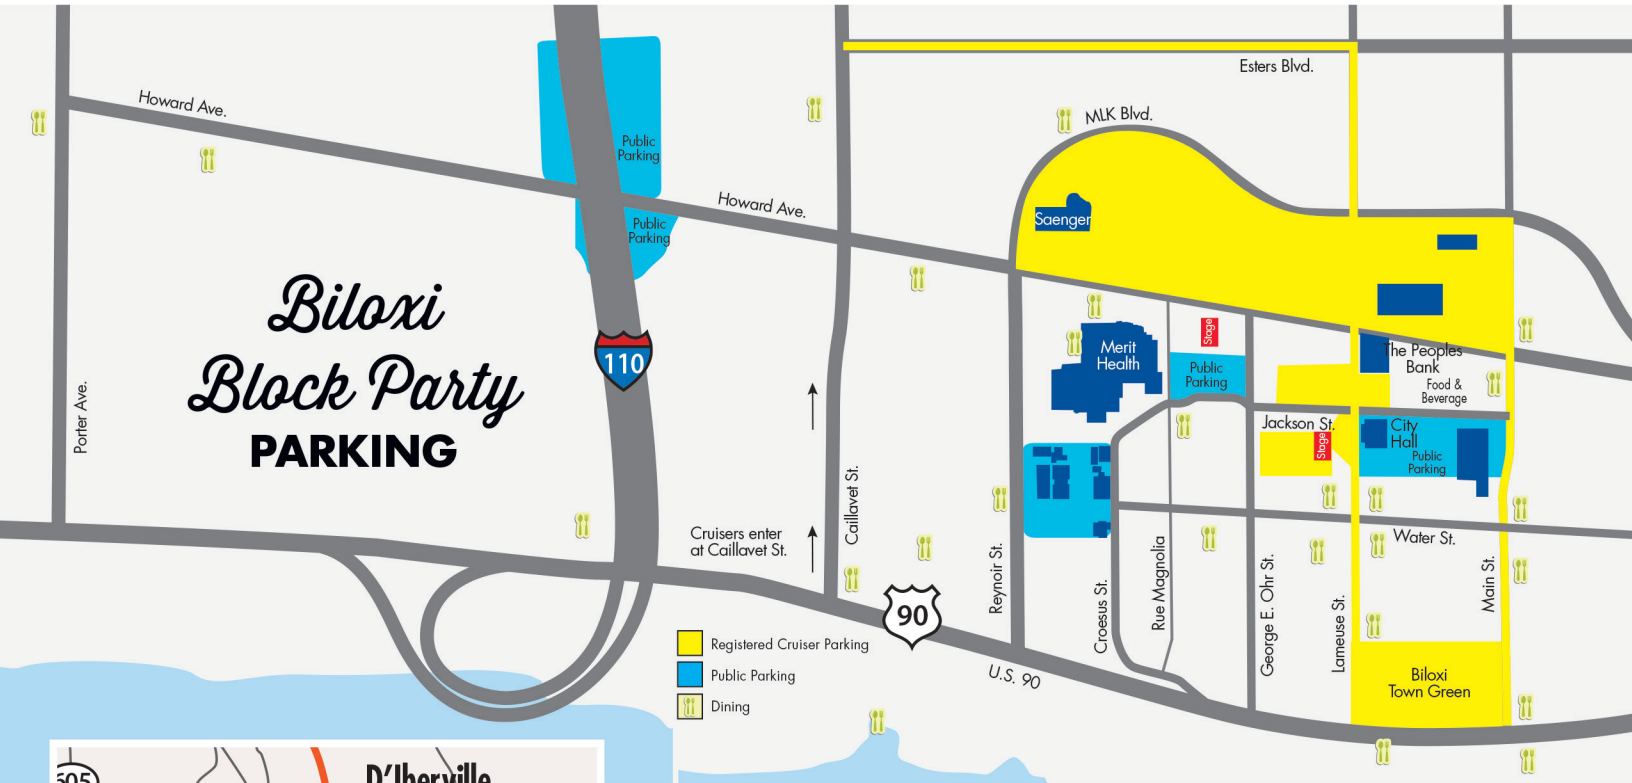 Esters Blvd.
Howard Ave.
MLK Blvd.
Public
Parking
Howard Ave.
Public
Parking
Saenger
Biloxi
Block Party
PARKING
110
Stage
Merit
Health
Public
Parking
The Peoples
Bank
Food &
Beverage
Porter Ave.
Jackson St.
Stage
City
Hall
Public
Parking
Caillavet St.
Cruisers enter
at Caillavet St.
Water St.
Reynoir St.
Croesus St.
Rue Magnolia
George E. Ohr St.
Lameuse St.
Main St.
90
U.S. 90
Registered Cruiser Parking
Public Parking
Dining
Biloxi
Town Green
605
D'Iberville